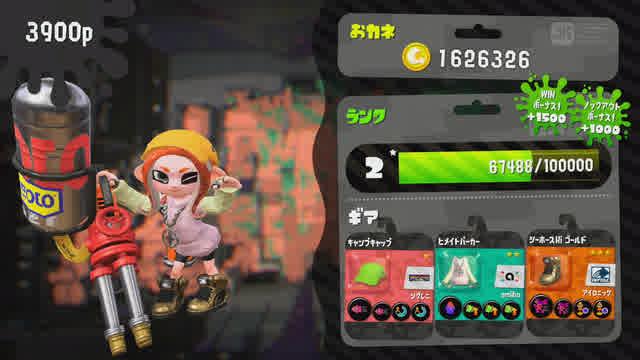 3900p
おカネ
1626326
WIN
ボーナス!
+1500
ノックアウト
ボーナス!
+1000
ランク
2
67488/100000
ギア
キャンプキャップ
ヒメイトパーカー
シーホースHi ゴールド
ジグレニ
amiibo
アイロニック